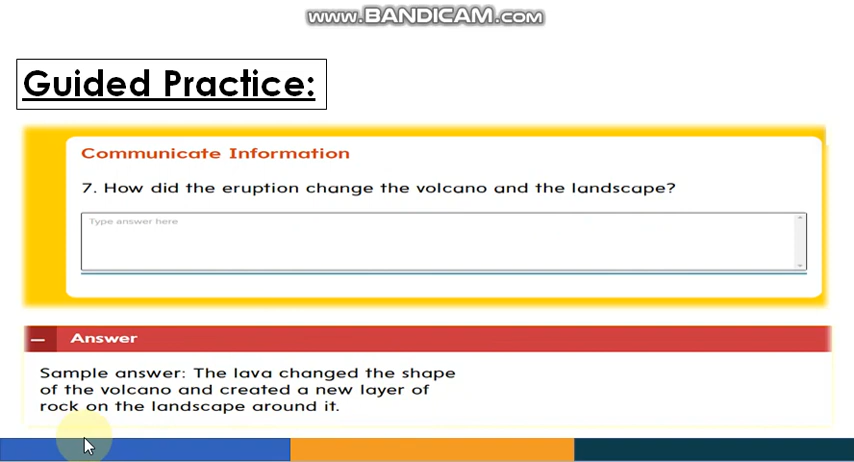 www.BANDICAM.com
Guided Practice:
Communicate Information
7. How did the eruption change the volcano and the landscape?
Type answer here
Answer
Sample answer: The lava changed the shape
of the volcano and created a new layer of
rock on the landscape around it.